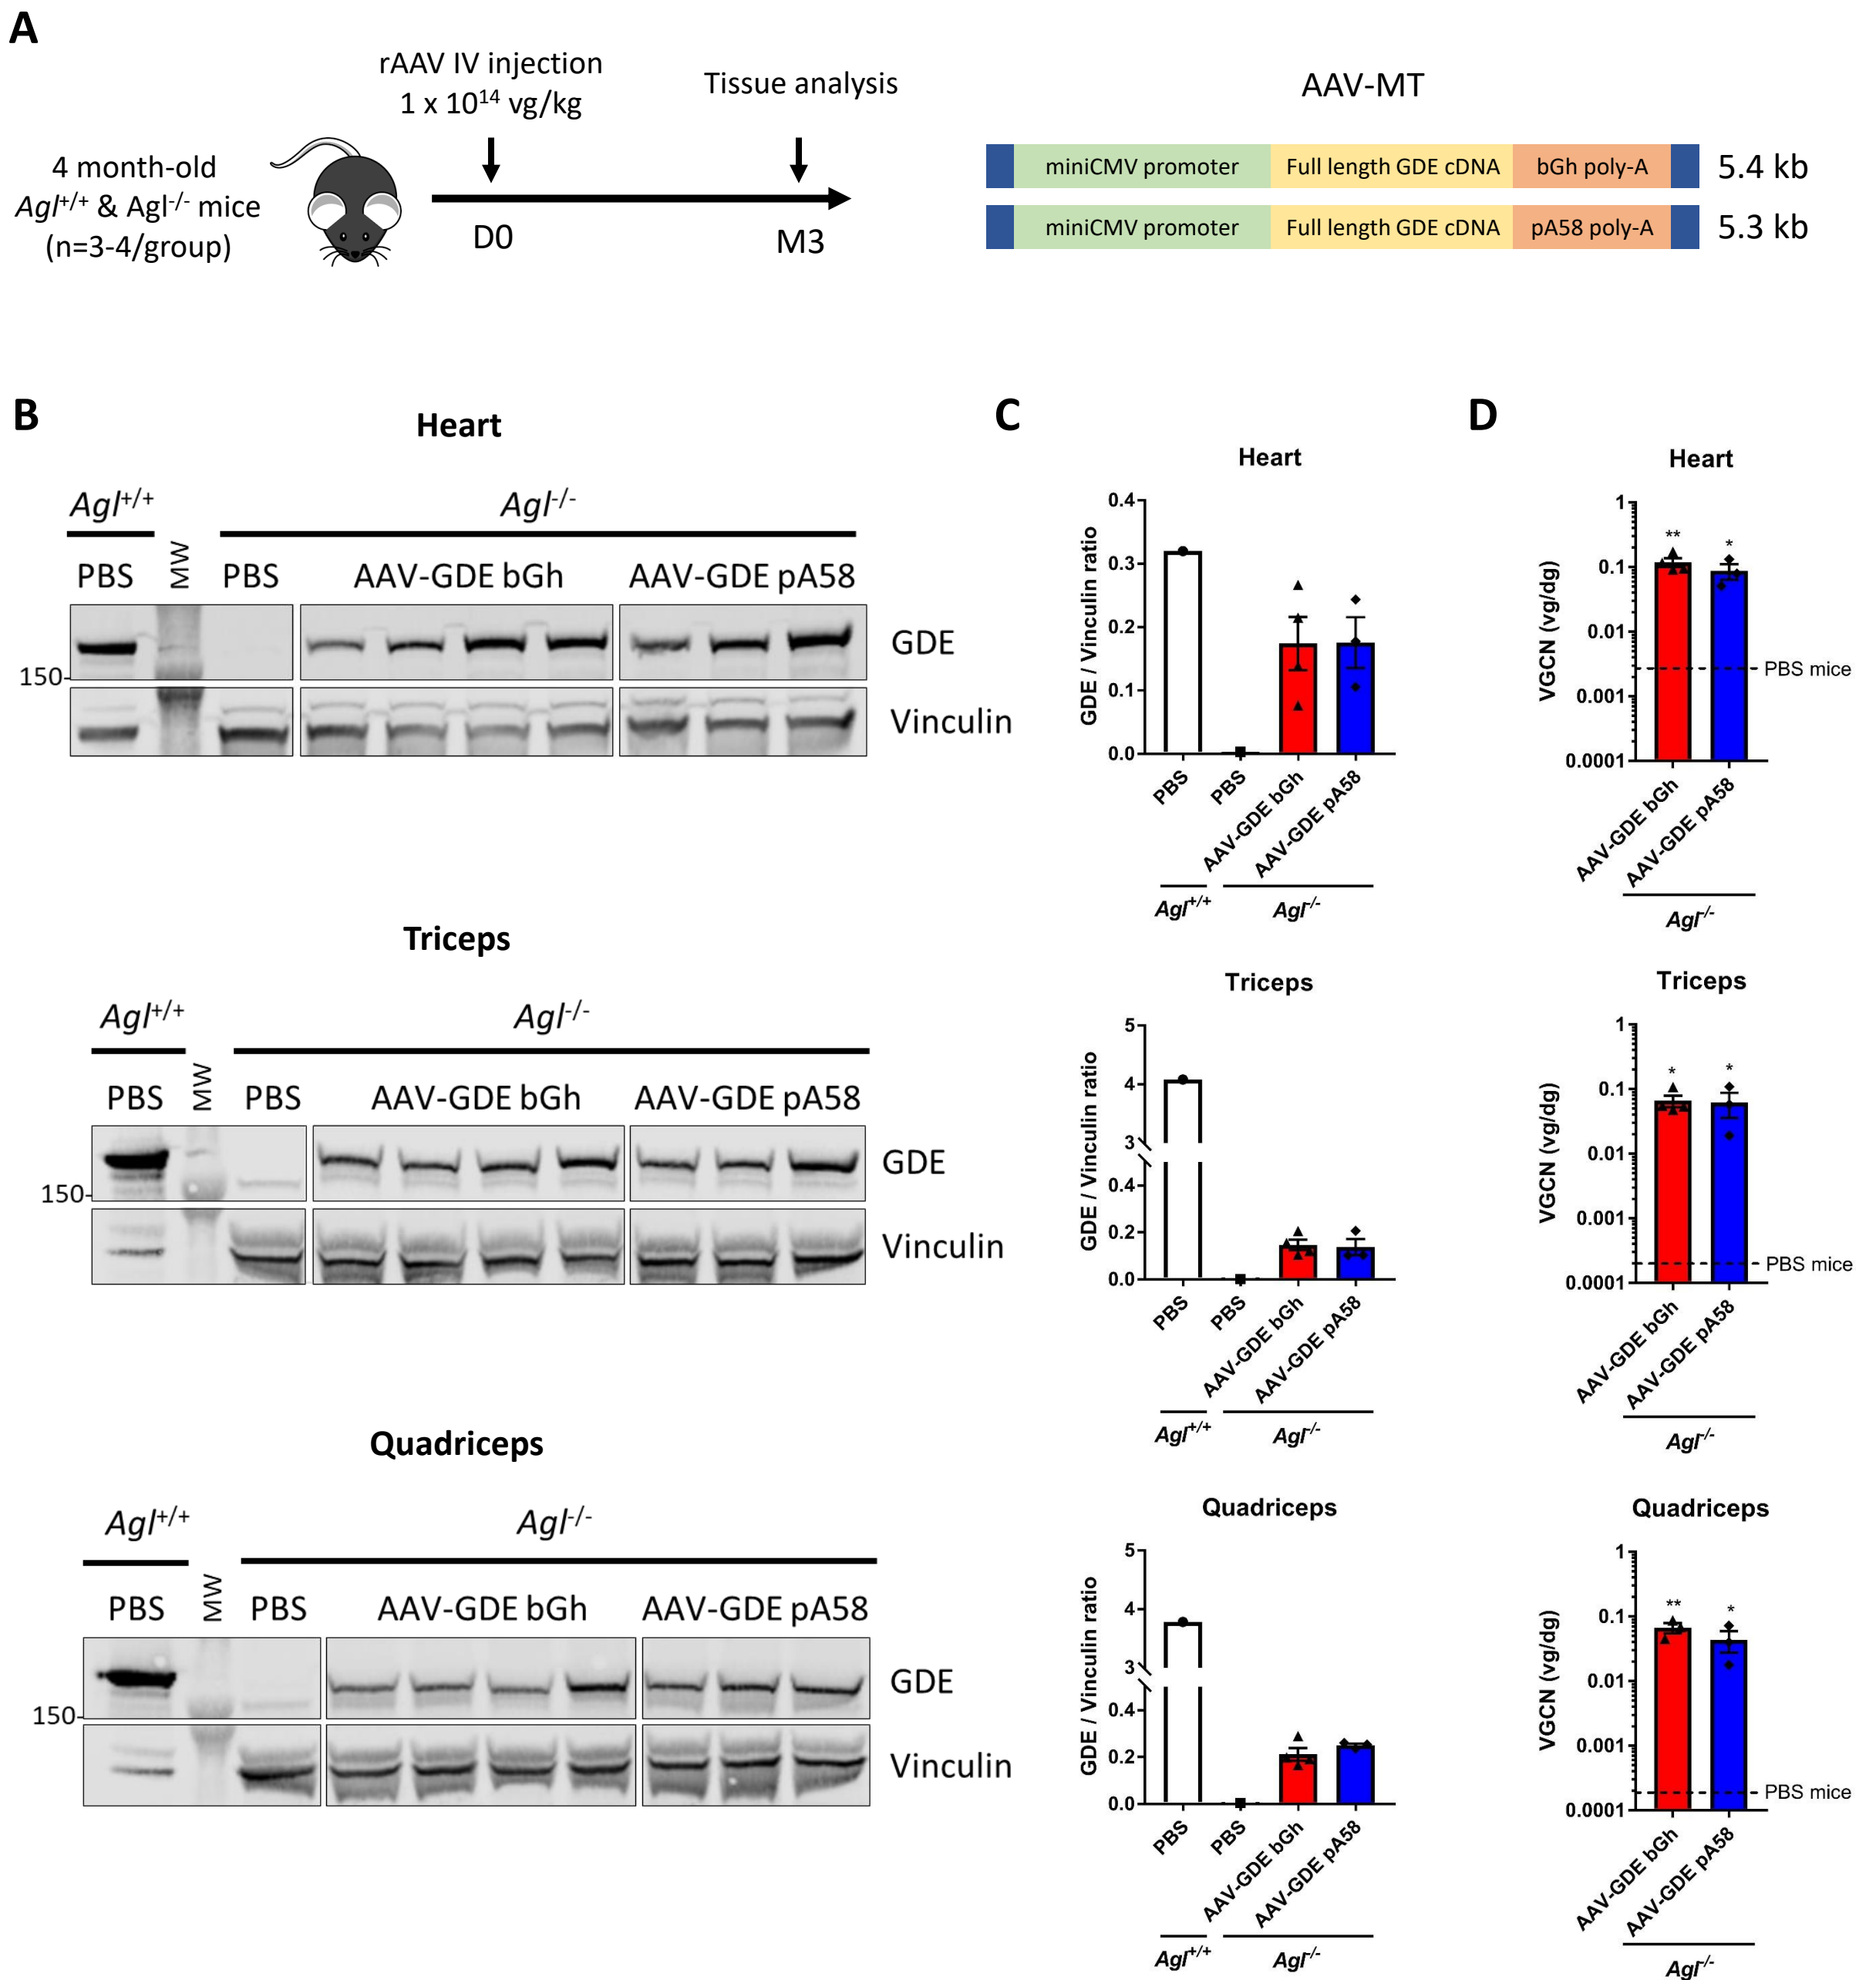 A
rAAV IV injection
1 x 10¹⁴ vg/kg
Tissue analysis
4 month-old
Agl⁺/⁺ & Agl⁻/⁻ mice
(n=3-4/group)
D0
M3
AAV-MT
miniCMV promoter Full length GDE cDNA bGh poly-A 5.4 kb
miniCMV promoter Full length GDE cDNA pA58 poly-A 5.3 kb
B
Heart
Agl⁺/⁺ MW Agl⁻/⁻
PBS PBS AAV-GDE bGh AAV-GDE pA58
GDE
150
Vinculin
Triceps
Agl⁺/⁺ MW Agl⁻/⁻
PBS PBS AAV-GDE bGh AAV-GDE pA58
GDE
150
Vinculin
Quadriceps
Agl⁺/⁺ MW Agl⁻/⁻
PBS PBS AAV-GDE bGh AAV-GDE pA58
GDE
150
Vinculin
C
Heart
GDE / Vinculin ratio
0.4
0.3
0.2
0.1
0.0
PBS PBS AAV-GDE bGh AAV-GDE pA58
Agl⁺/⁺ Agl⁻/⁻
Triceps
GDE / Vinculin ratio
5
4
3
0.4
0.2
0.0
PBS PBS AAV-GDE bGh AAV-GDE pA58
Agl⁺/⁺ Agl⁻/⁻
Quadriceps
GDE / Vinculin ratio
5
4
3
0.4
0.2
0.0
PBS PBS AAV-GDE bGh AAV-GDE pA58
Agl⁺/⁺ Agl⁻/⁻
D
Heart
VGCN (vg/dg)
1
0.1
0.01
0.001
0.0001
** *
PBS mice
AAV-GDE bGh AAV-GDE pA58
Agl⁻/⁻
Triceps
VGCN (vg/dg)
1
0.1
0.01
0.001
0.0001
* *
PBS mice
AAV-GDE bGh AAV-GDE pA58
Agl⁻/⁻
Quadriceps
VGCN (vg/dg)
1
0.1
0.01
0.001
0.0001
** *
PBS mice
AAV-GDE bGh AAV-GDE pA58
Agl⁻/⁻